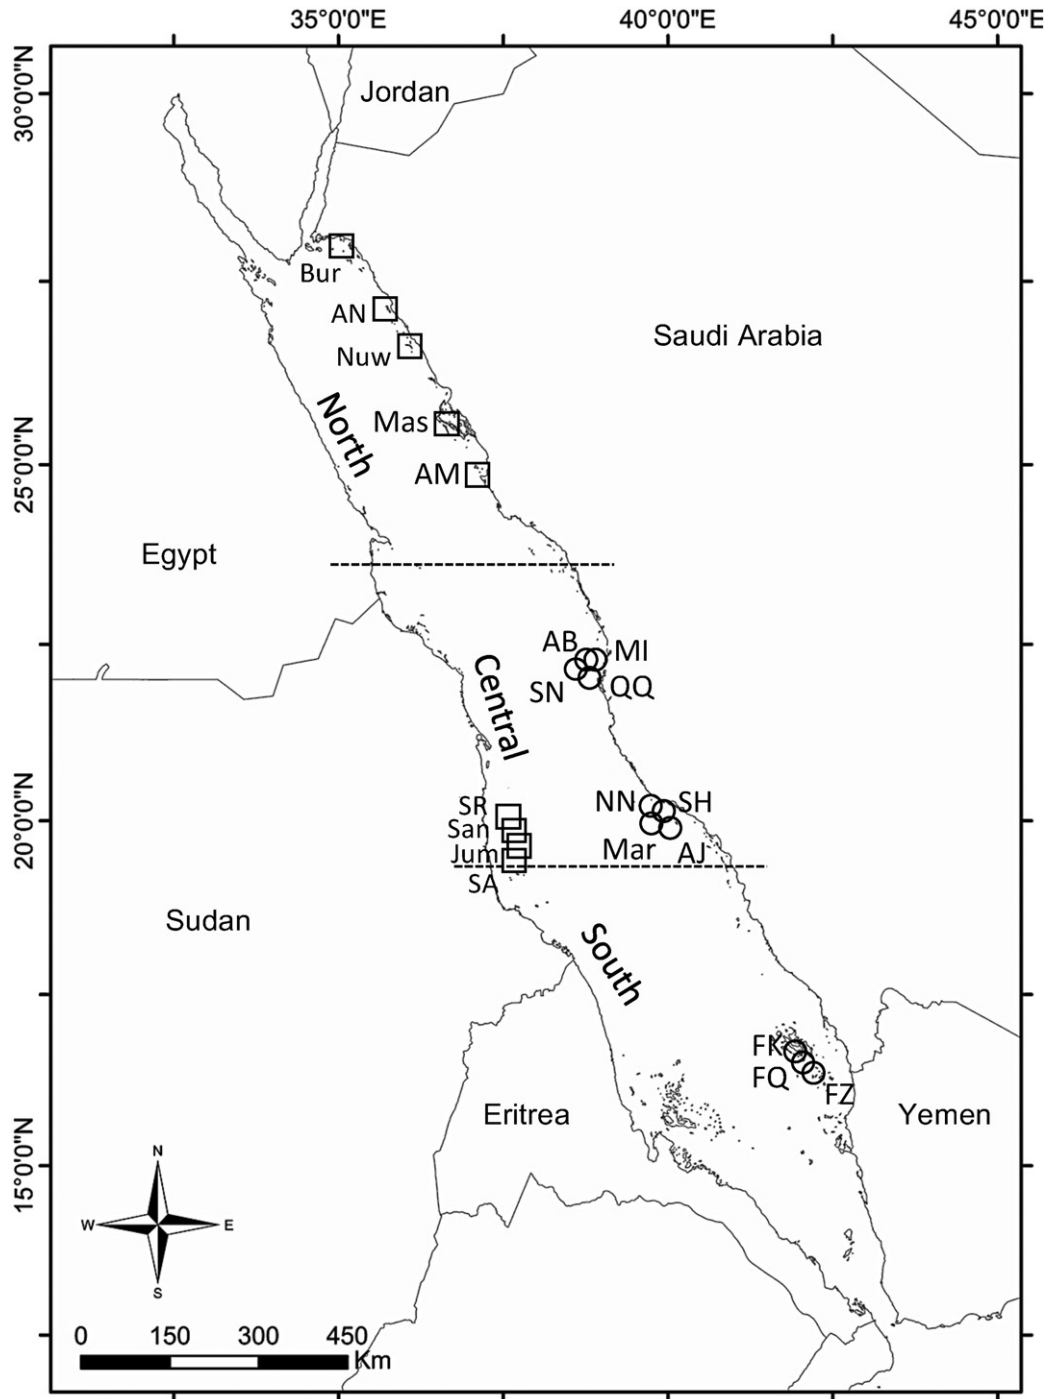 35°0'0"E
40°0'0"E
45°0'0"E
30°0'0"N
Jordan
Bur
AN
Saudi Arabia
Nuw
North
Mas
25°0'0"N
AM
Egypt
AB
MI
SN
QQ
Central
20°0'0"N
SR
NN
SH
San
Jum
Mar
AJ
SA
Sudan
South
FK
FQ
FZ
Eritrea
Yemen
15°0'0"N
N
W
E
S
0 150 300 450
Km